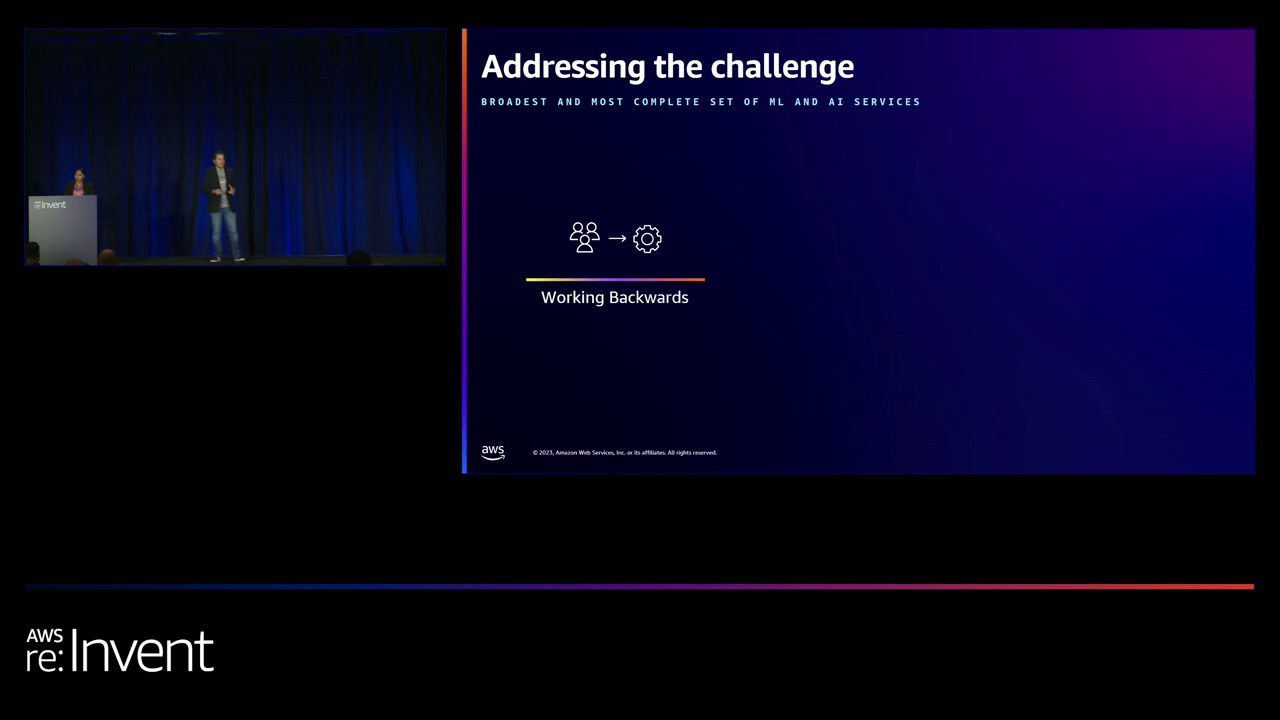 AWS
re:Invent
Addressing the challenge
BROADEST AND MOST COMPLETE SET OF ML AND AI SERVICES
Working Backwards
aws
© 2023, Amazon Web Services, Inc. or its affiliates. All rights reserved.
AWS
re:Invent